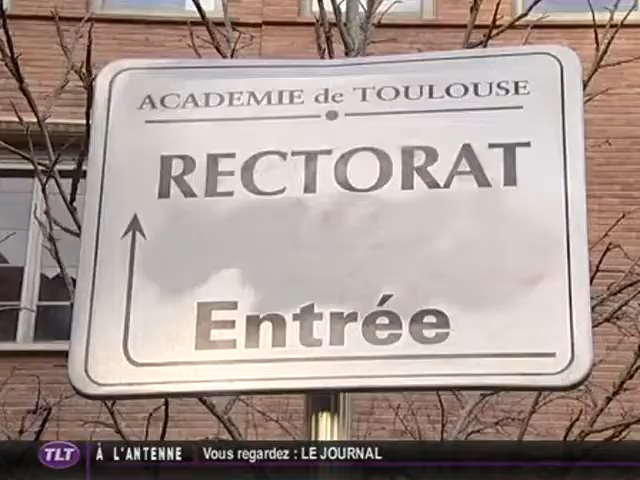 ACADEMIE de TOULOUSE
RECTORAT
Entrée
TLT À L'ANTENNE Vous regardez : LE JOURNAL